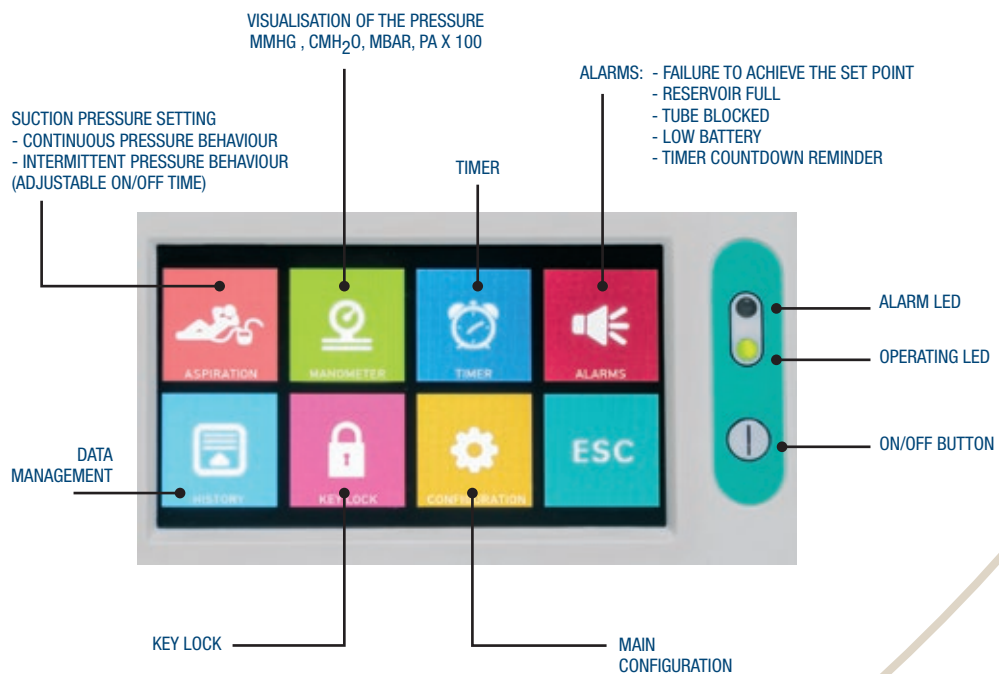 VISUALISATION OF THE PRESSURE
MMHG , CMH₂O, MBAR, PA X 100
ALARMS: - FAILURE TO ACHIEVE THE SET POINT
- RESERVOIR FULL
- TUBE BLOCKED
- LOW BATTERY
- TIMER COUNTDOWN REMINDER
SUCTION PRESSURE SETTING
- CONTINUOUS PRESSURE BEHAVIOUR
- INTERMITTENT PRESSURE BEHAVIOUR
(ADJUSTABLE ON/OFF TIME)
TIMER
ASPIRATION
MANOMETER
TIMER
ALARMS
ALARM LED
OPERATING LED
HISTORY
KEY LOCK
CONFIGURATION
ESC
ON/OFF BUTTON
DATA
MANAGEMENT
KEY LOCK
MAIN
CONFIGURATION